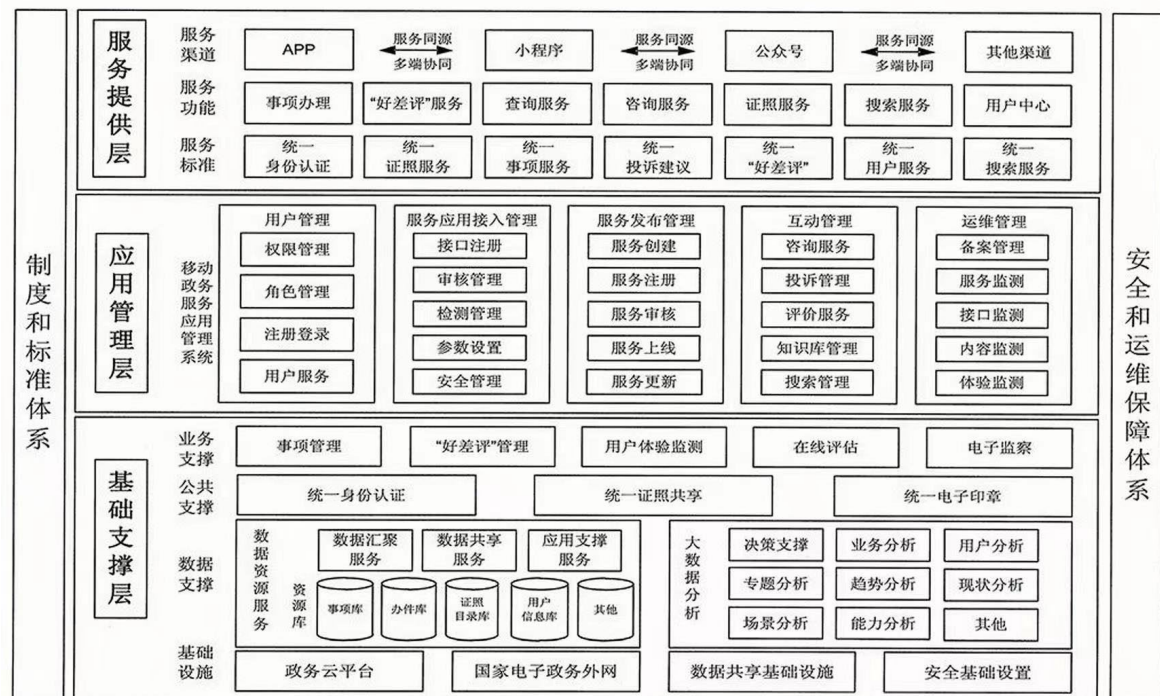 制度和标准体系
服务提供层
服务
渠道
APP
服务同源
多端协同
小程序
服务同源
多端协同
公众号
服务同源
多端协同
其他渠道
服务
功能
事项办理
“好差评”服务
查询服务
咨询服务
证照服务
搜索服务
用户中心
服务
标准
统一
身份认证
统一
证照服务
统一
事项服务
统一
投诉建议
统一
“好差评”
统一
用户服务
统一
搜索服务
应用管理层
移动
政务
服务
应用
管理
系统
用户管理
权限管理
角色管理
注册登录
用户服务
服务应用接入管理
接口注册
审核管理
检测管理
参数设置
安全管理
服务发布管理
服务创建
服务注册
服务审核
服务上线
服务更新
互动管理
咨询服务
投诉管理
评价服务
知识库管理
搜索管理
运维管理
备案管理
服务监测
接口监测
内容监测
体验监测
基础支撑层
业务
支撑
事项管理
“好差评”管理
用户体验监测
在线评估
电子监察
公共
支撑
统一身份认证
统一证照共享
统一电子印章
数据
支撑
数据资源服务
数据汇聚
服务
数据共享
服务
应用支撑
服务
资源库
事项库
办件库
证照
目录库
用户
信息库
其他
大数据分析
决策支撑
业务分析
用户分析
专题分析
趋势分析
现状分析
场景分析
能力分析
其他
基础
设施
政务云平台
国家电子政务外网
数据共享基础设施
安全基础设置
安全和运维保障体系